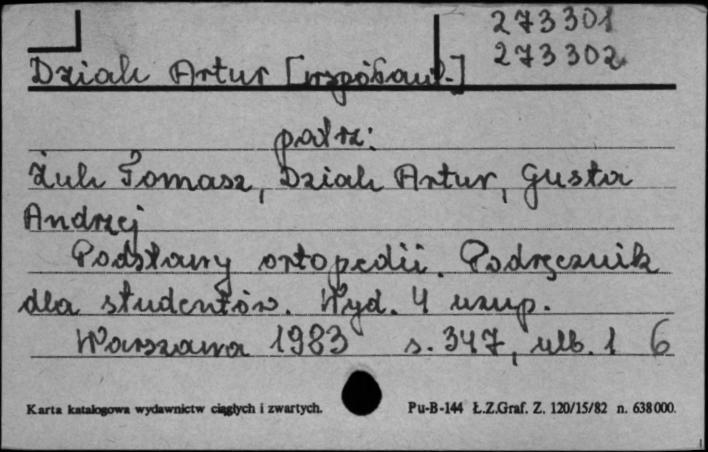 273301
273302
Dziak Artur [współaut.]
patrz:
Żuk Tomasz, Dziak Artur, Gusta
Andrzej
Podstawy ortopedii. Podręcznik
dla studentów. Wyd. 4 uzup.
Warszawa 1983 s. 347, ulb. 1 6
Karta katalogowa wydawnictw ciągłych i zwartych. Pu-B-144 Ł.Z.Graf. Z. 120/15/82 n. 638000.